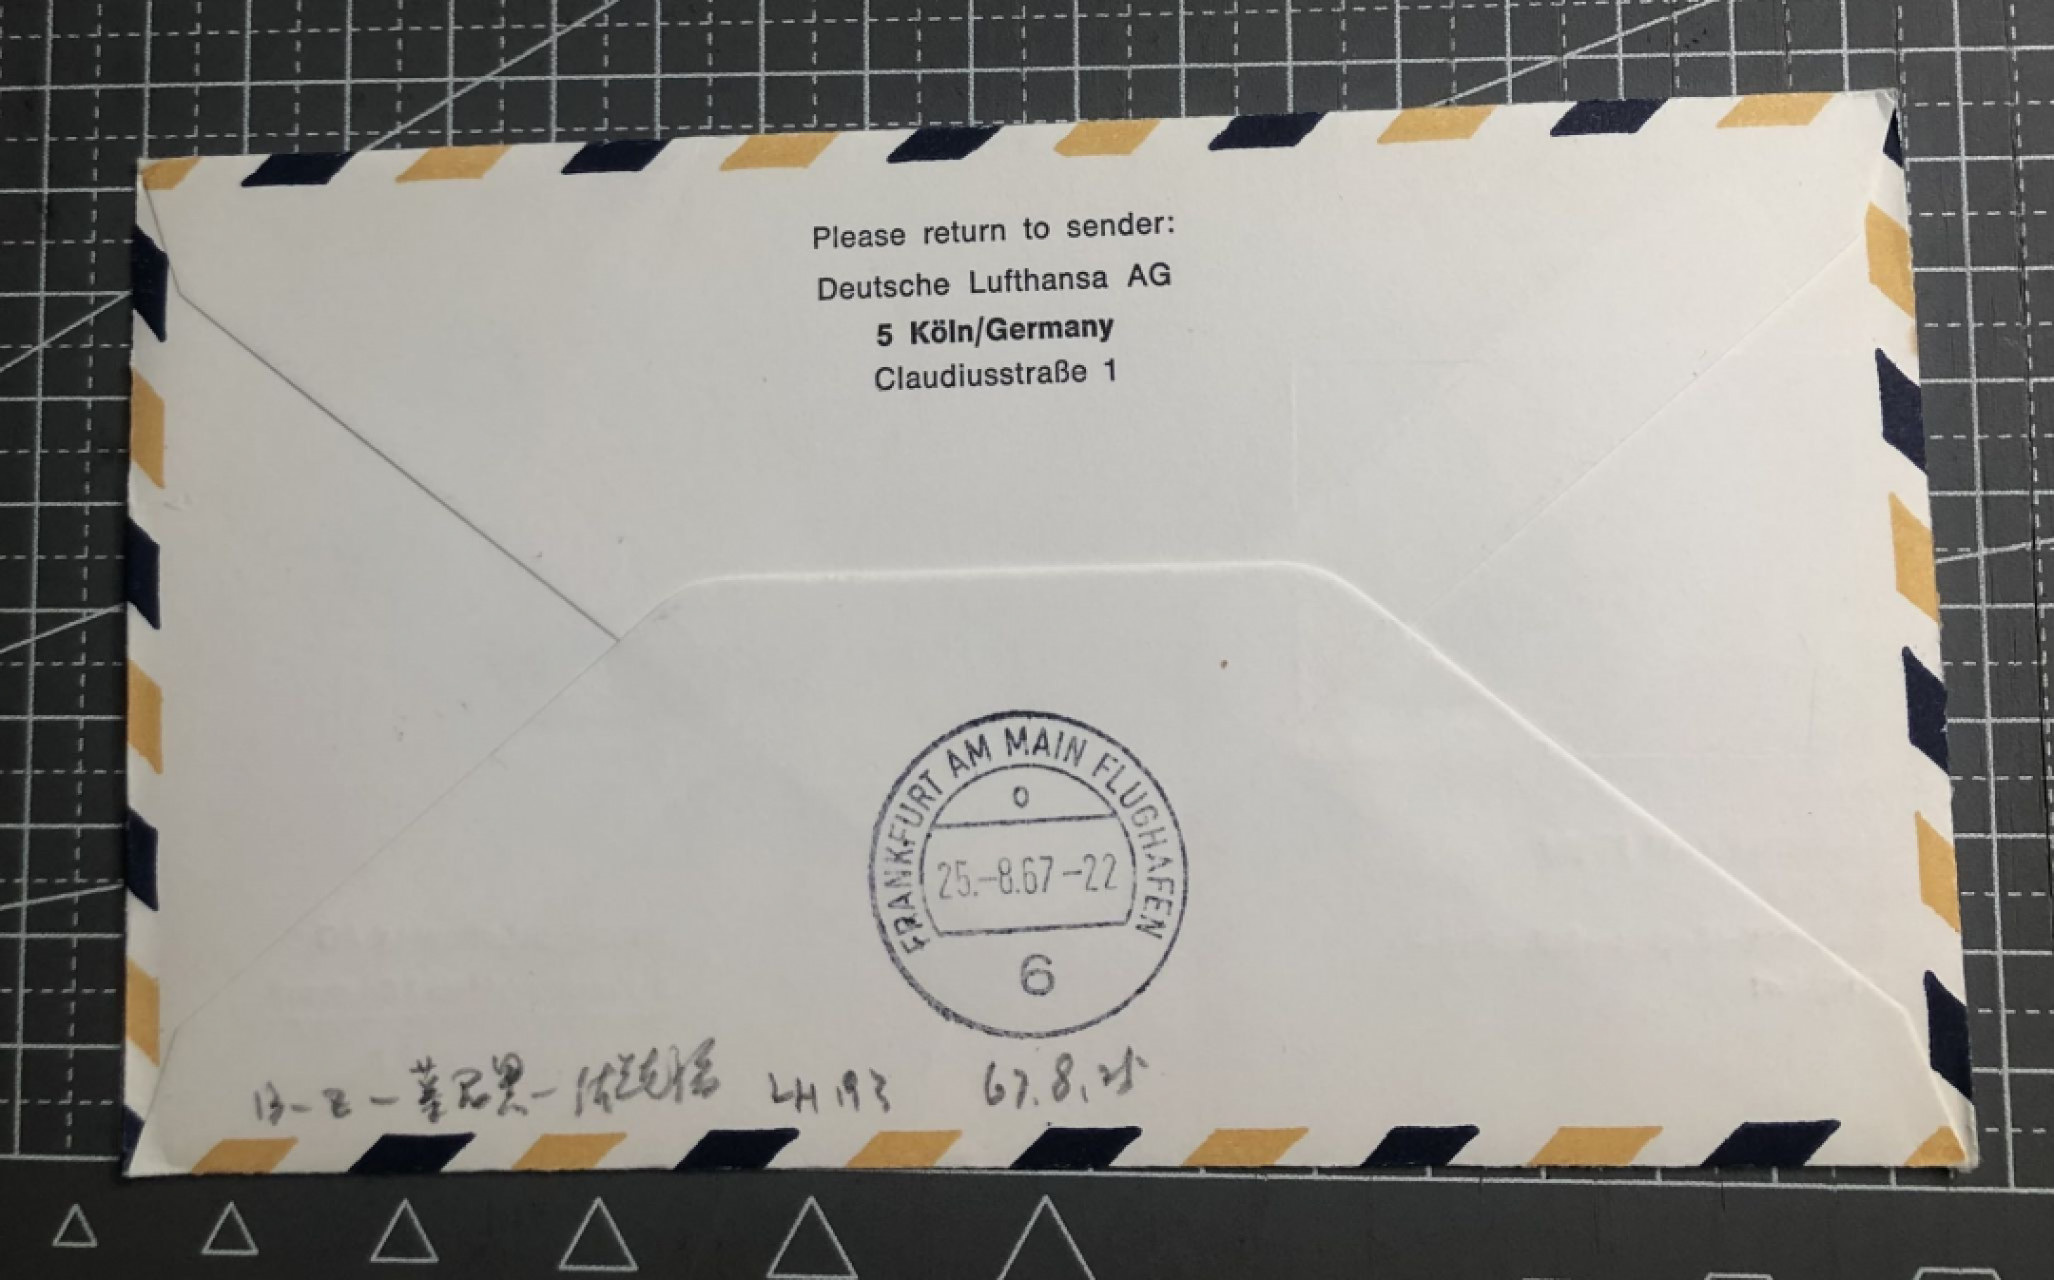 Please return to sender:
Deutsche Lufthansa AG
5 Köln/Germany
Claudiusstraße 1
FRANKFURT AM MAIN FLUGHAFEN
o
25.-8.67-22
6
LH 193 67.8.25